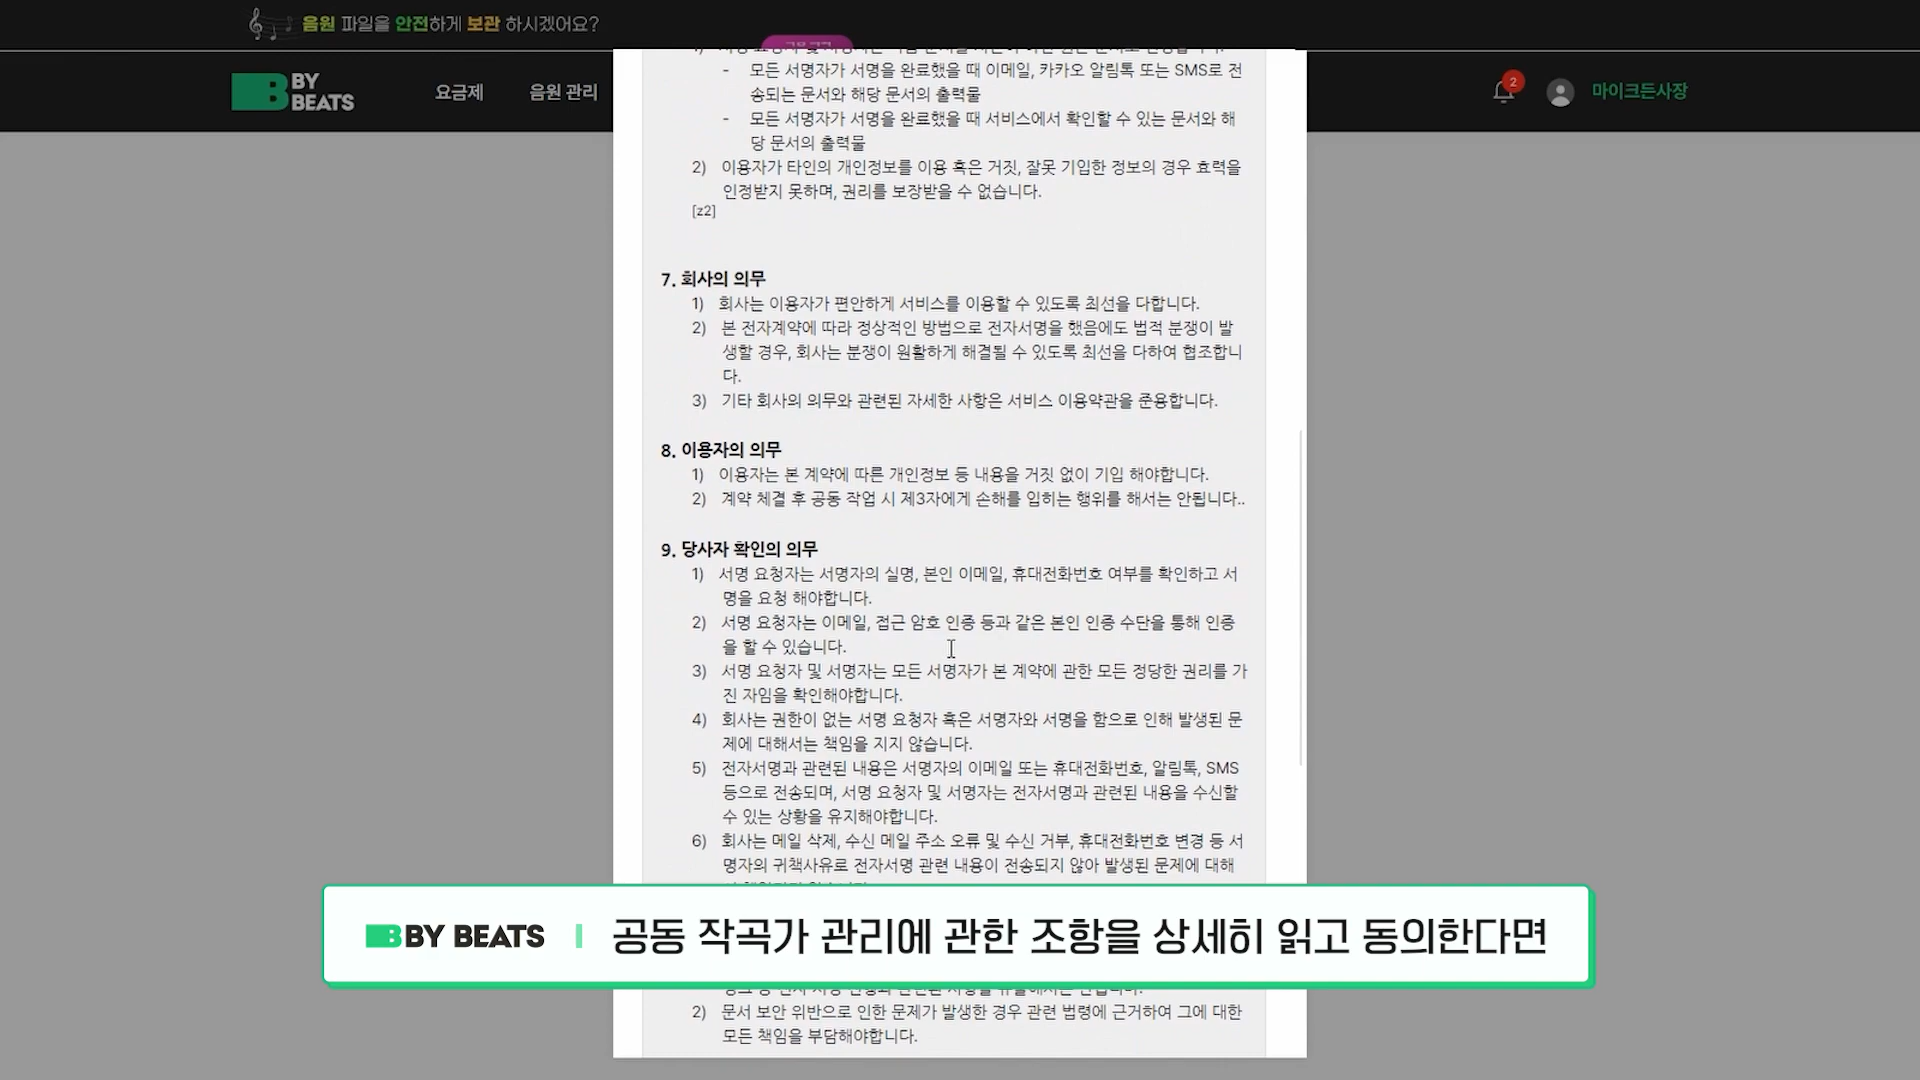 음원 파일을 안전하게 보관 하시겠어요?
BY BEATS
요금제
음원 관리
2
마이크든사장
- 모든 서명자가 서명을 완료했을 때 이메일, 카카오 알림톡 또는 SMS로 전
송되는 문서와 해당 문서의 출력물
- 모든 서명자가 서명을 완료했을 때 서비스에서 확인할 수 있는 문서와 해
당 문서의 출력물
2) 이용자가 타인의 개인정보를 이용 혹은 거짓, 잘못 기입한 정보의 경우 효력을
인정받지 못하며, 권리를 보장받을 수 없습니다.
[z2]
7. 회사의 의무
1) 회사는 이용자가 편안하게 서비스를 이용할 수 있도록 최선을 다합니다.
2) 본 전자계약에 따라 정상적인 방법으로 전자서명을 했음에도 법적 분쟁이 발
생할 경우, 회사는 분쟁이 원활하게 해결될 수 있도록 최선을 다하여 협조합니
다.
3) 기타 회사의 의무와 관련된 자세한 사항은 서비스 이용약관을 준용합니다.
8. 이용자의 의무
1) 이용자는 본 계약에 따른 개인정보 등 내용을 거짓 없이 기입 해야합니다.
2) 계약 체결 후 공동 작업 시 제3자에게 손해를 입히는 행위를 해서는 안됩니다..
9. 당사자 확인의 의무
1) 서명 요청자는 서명자의 실명, 본인 이메일, 휴대전화번호 여부를 확인하고 서
명을 요청 해야합니다.
2) 서명 요청자는 이메일, 접근 암호 인증 등과 같은 본인 인증 수단을 통해 인증
을 할 수 있습니다.
3) 서명 요청자 및 서명자는 모든 서명자가 본 계약에 관한 모든 정당한 권리를 가
진 자임을 확인해야합니다.
4) 회사는 권한이 없는 서명 요청자 혹은 서명자와 서명을 함으로 인해 발생된 문
제에 대해서는 책임을 지지 않습니다.
5) 전자서명과 관련된 내용은 서명자의 이메일 또는 휴대전화번호, 알림톡, SMS
등으로 전송되며, 서명 요청자 및 서명자는 전자서명과 관련된 내용을 수신할
수 있는 상황을 유지해야합니다.
6) 회사는 메일 삭제, 수신 메일 주소 오류 및 수신 거부, 휴대전화번호 변경 등 서
명자의 귀책사유로 전자서명 관련 내용이 전송되지 않아 발생된 문제에 대해
BY BEATS | 공동 작곡가 관리에 관한 조항을 상세히 읽고 동의한다면
2) 문서 보안 위반으로 인한 문제가 발생한 경우 관련 법령에 근거하여 그에 대한
모든 책임을 부담해야합니다.